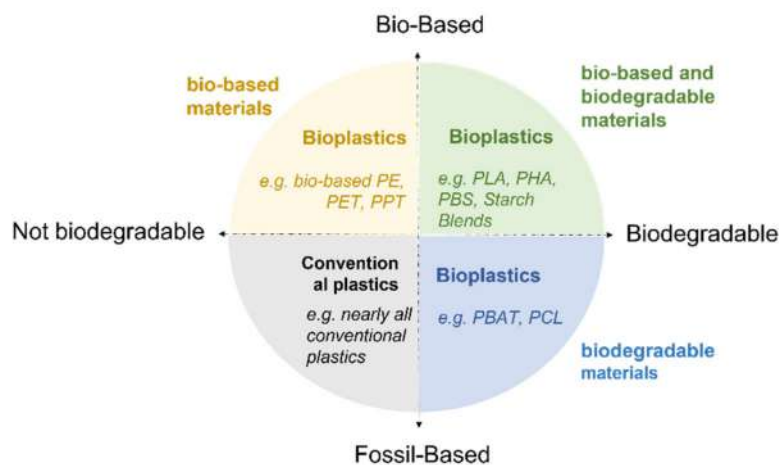 Bio-Based
bio-based
materials
bio-based and
biodegradable
materials
Bioplastics
e.g. bio-based PE,
PET, PPT
Bioplastics
e.g. PLA, PHA,
PBS, Starch
Blends
Not biodegradable
Biodegradable
Convention
al plastics
e.g. nearly all
conventional
plastics
Bioplastics
e.g. PBAT, PCL
biodegradable
materials
Fossil-Based